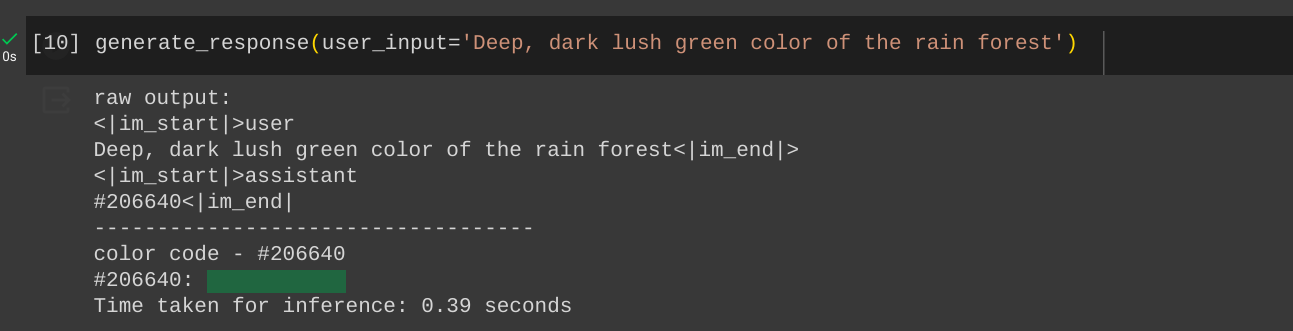 [10] generate_response(user_input='Deep, dark lush green color of the rain forest')
0s
raw output:
<|im_start|>user
Deep, dark lush green color of the rain forest<|im_end|>
<|im_start|>assistant
#206640<|im_end|
-----------------------------------
color code - #206640
#206640:
Time taken for inference: 0.39 seconds